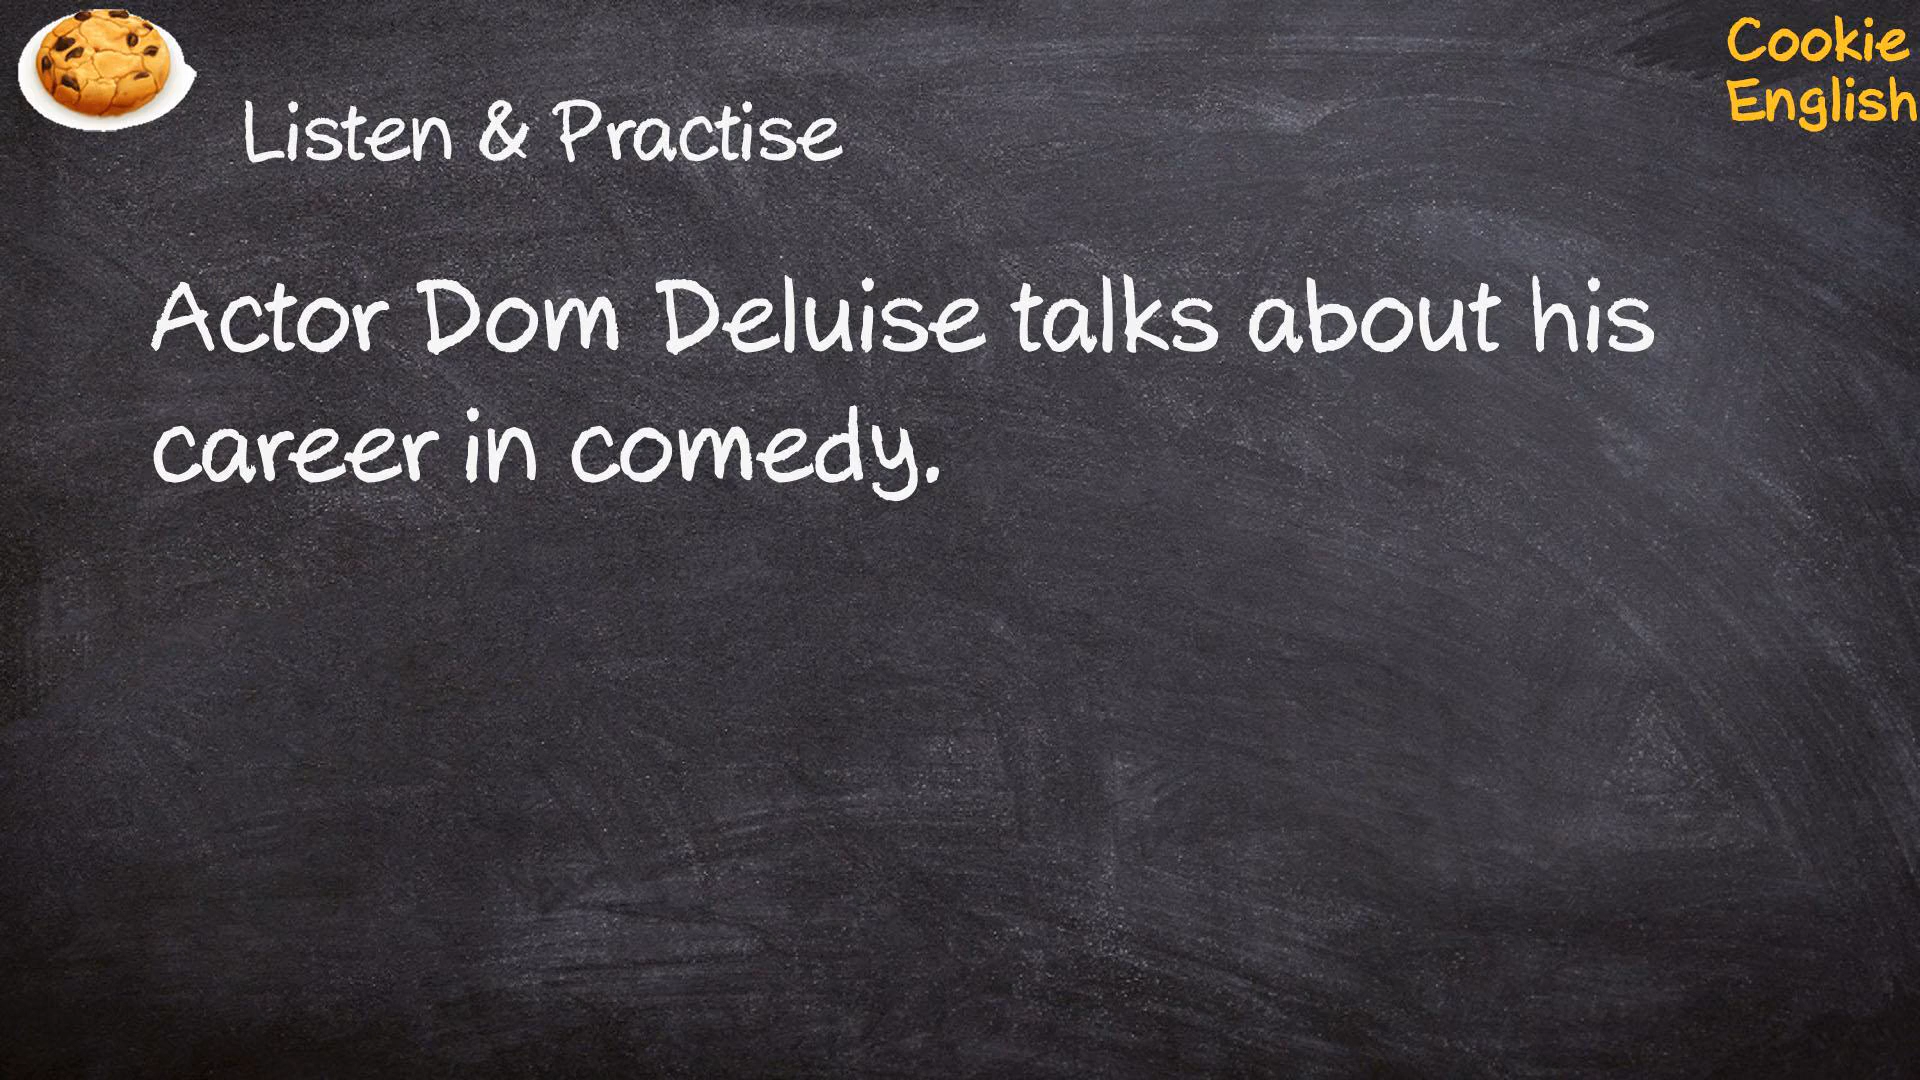 Cookie
English
Listen & Practise
Actor Dom Deluise talks about his
career in comedy.